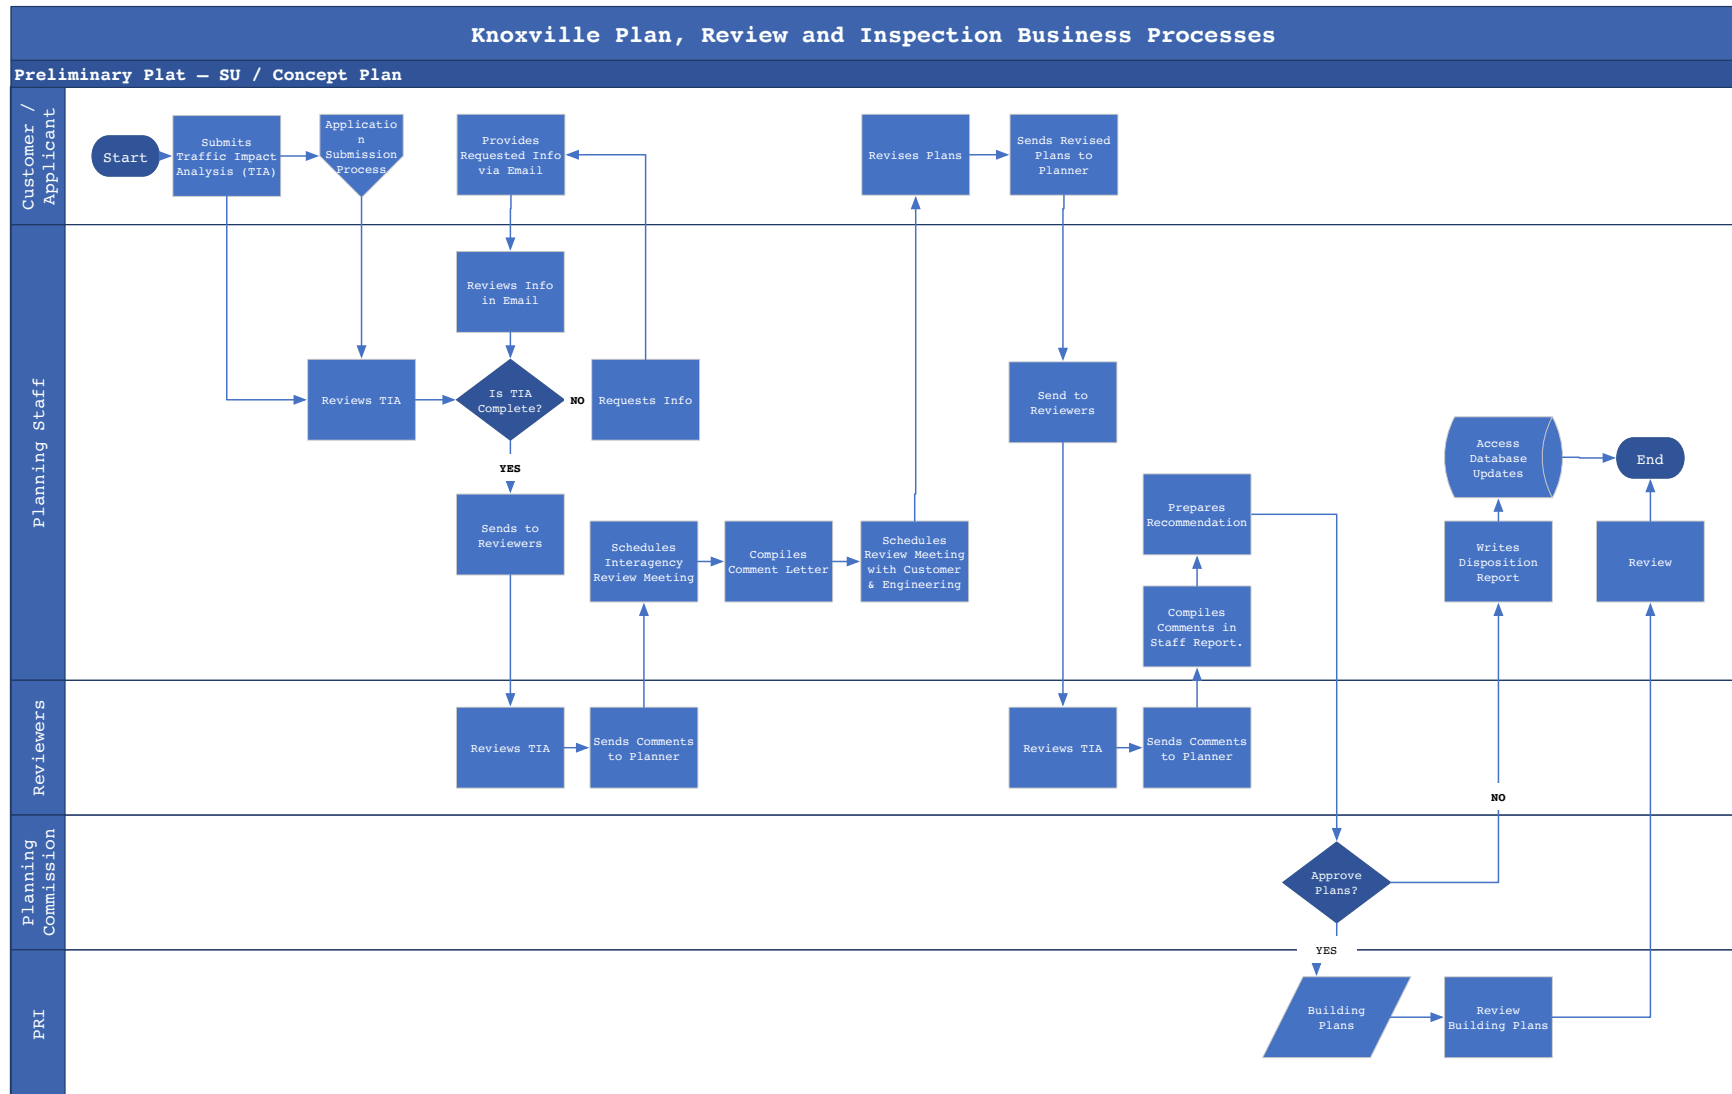 Knoxville Plan, Review and Inspection Business Processes
Preliminary Plat – SU / Concept Plan
Customer /
Applicant
Start
Submits
Traffic Impact
Analysis (TIA)
Applicatio
n
Submission
Process
Provides
Requested Info
via Email
Revises Plans
Sends Revised
Plans to
Planner
Planning Staff
Reviews Info
in Email
Reviews TIA
Is TIA
Complete?
NO
Requests Info
YES
Sends to
Reviewers
Schedules
Interagency
Review Meeting
Compiles
Comment Letter
Schedules
Review Meeting
with Customer
& Engineering
Send to
Reviewers
Prepares
Recommendation
Compiles
Comments in
Staff Report.
Access
Database
Updates
End
Writes
Disposition
Report
Review
Reviewers
Reviews TIA
Sends Comments
to Planner
Reviews TIA
Sends Comments
to Planner
NO
Planning
Commission
Approve
Plans?
YES
PRI
Building
Plans
Review
Building Plans